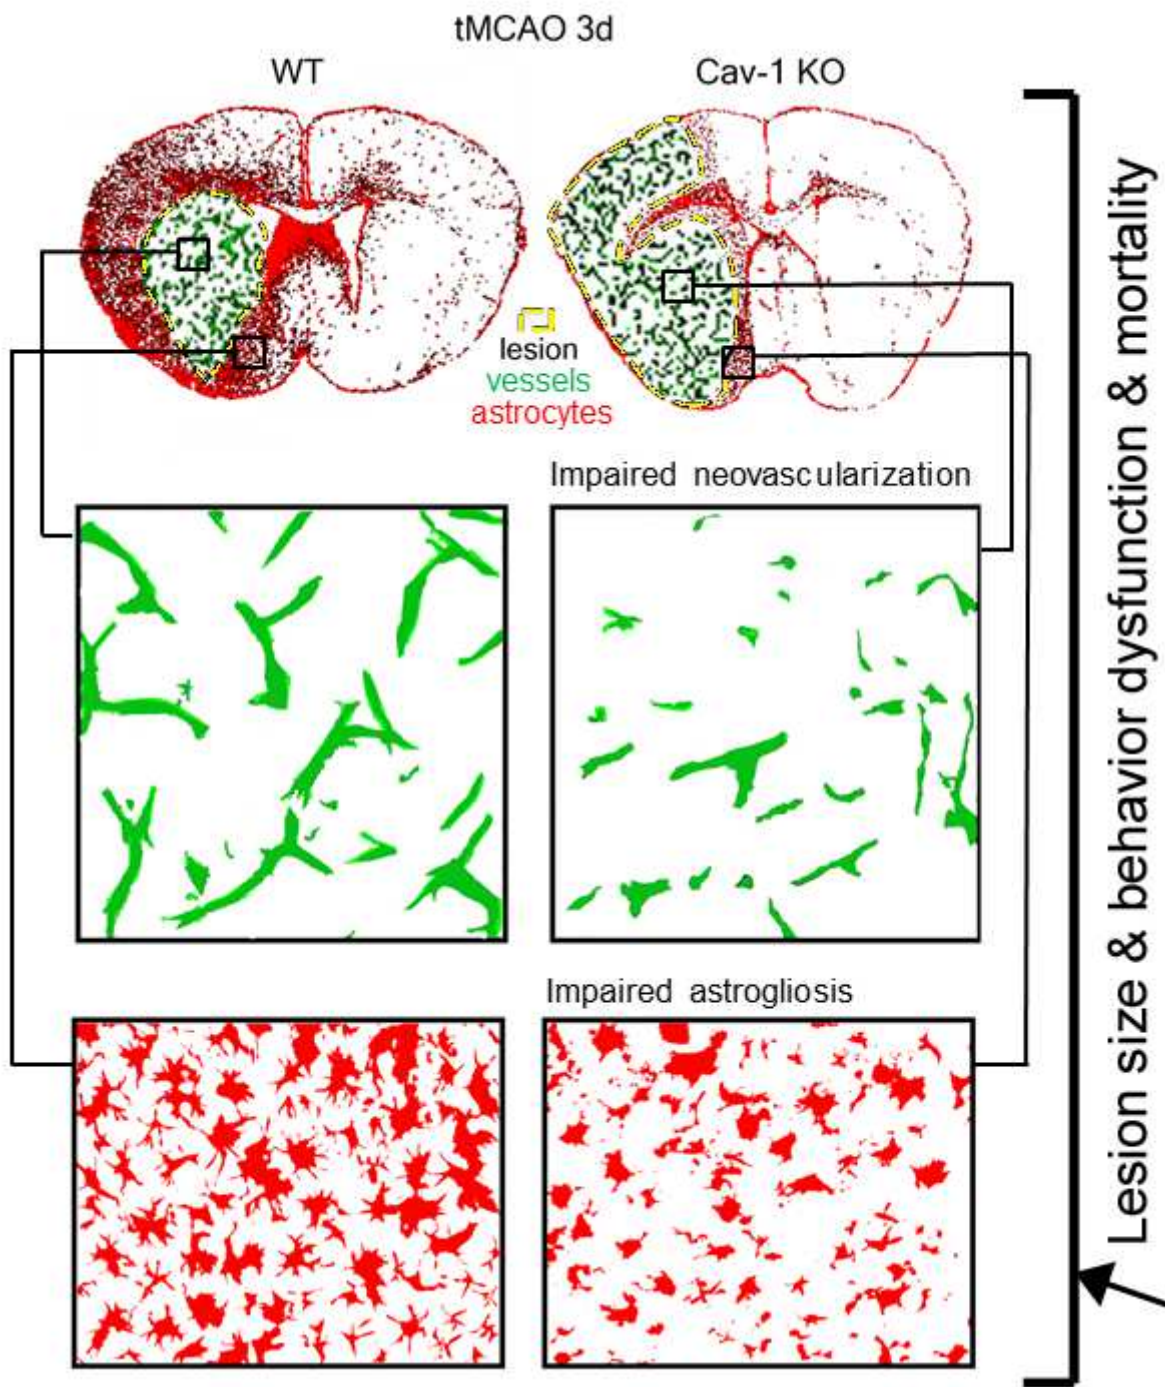 tMCAO 3d
WT
Cav-1 KO
lesion
vessels
astrocytes
Impaired neovascularization
Impaired astrogliosis
Lesion size & behavior dysfunction & mortality